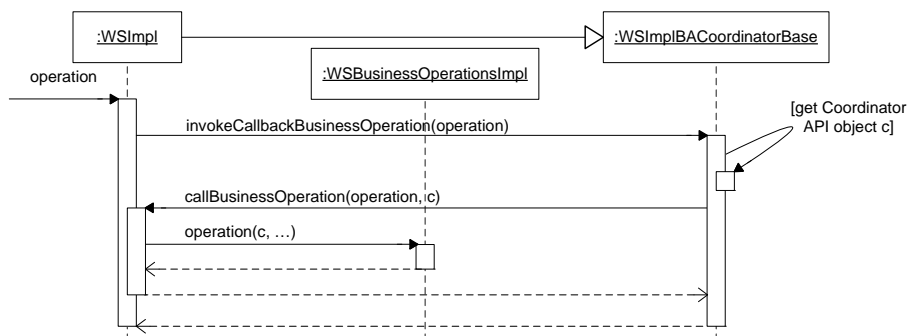 :WSImpl
:WSImplBACoordinatorBase
:WSBusinessOperationsImpl
operation
[get Coordinator
API object c]
invokeCallbackBusinessOperation(operation)
callBusinessOperation(operation, c)
operation(c, …)